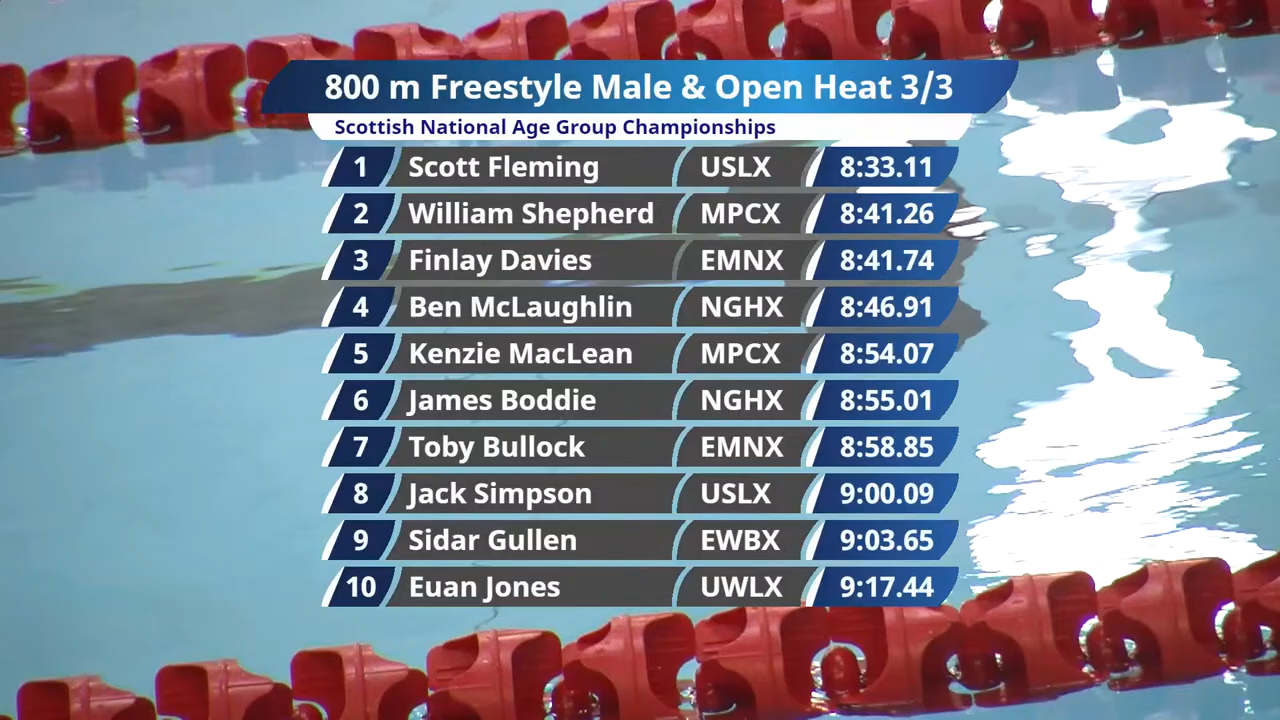 800 m Freestyle Male & Open Heat 3/3
Scottish National Age Group Championships
1 Scott Fleming USLX 8:33.11
2 William Shepherd MPCX 8:41.26
3 Finlay Davies EMNX 8:41.74
4 Ben McLaughlin NGHX 8:46.91
5 Kenzie MacLean MPCX 8:54.07
6 James Boddie NGHX 8:55.01
7 Toby Bullock EMNX 8:58.85
8 Jack Simpson USLX 9:00.09
9 Sidar Gullen EWBX 9:03.65
10 Euan Jones UWLX 9:17.44